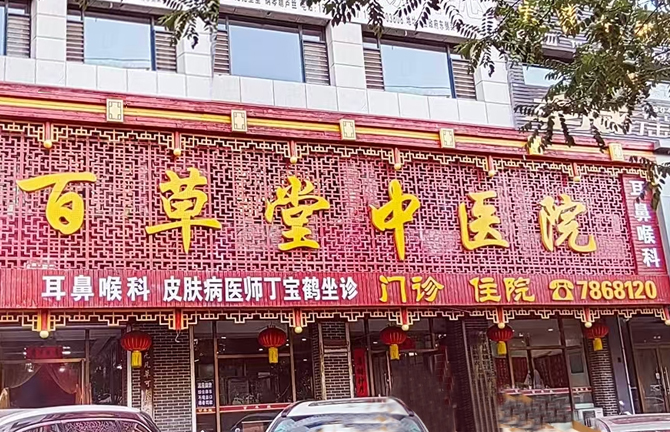 百草堂中医院
耳鼻喉科
耳鼻喉科 皮肤病医师丁宝鹤坐诊 门诊 住院 ☎7868120